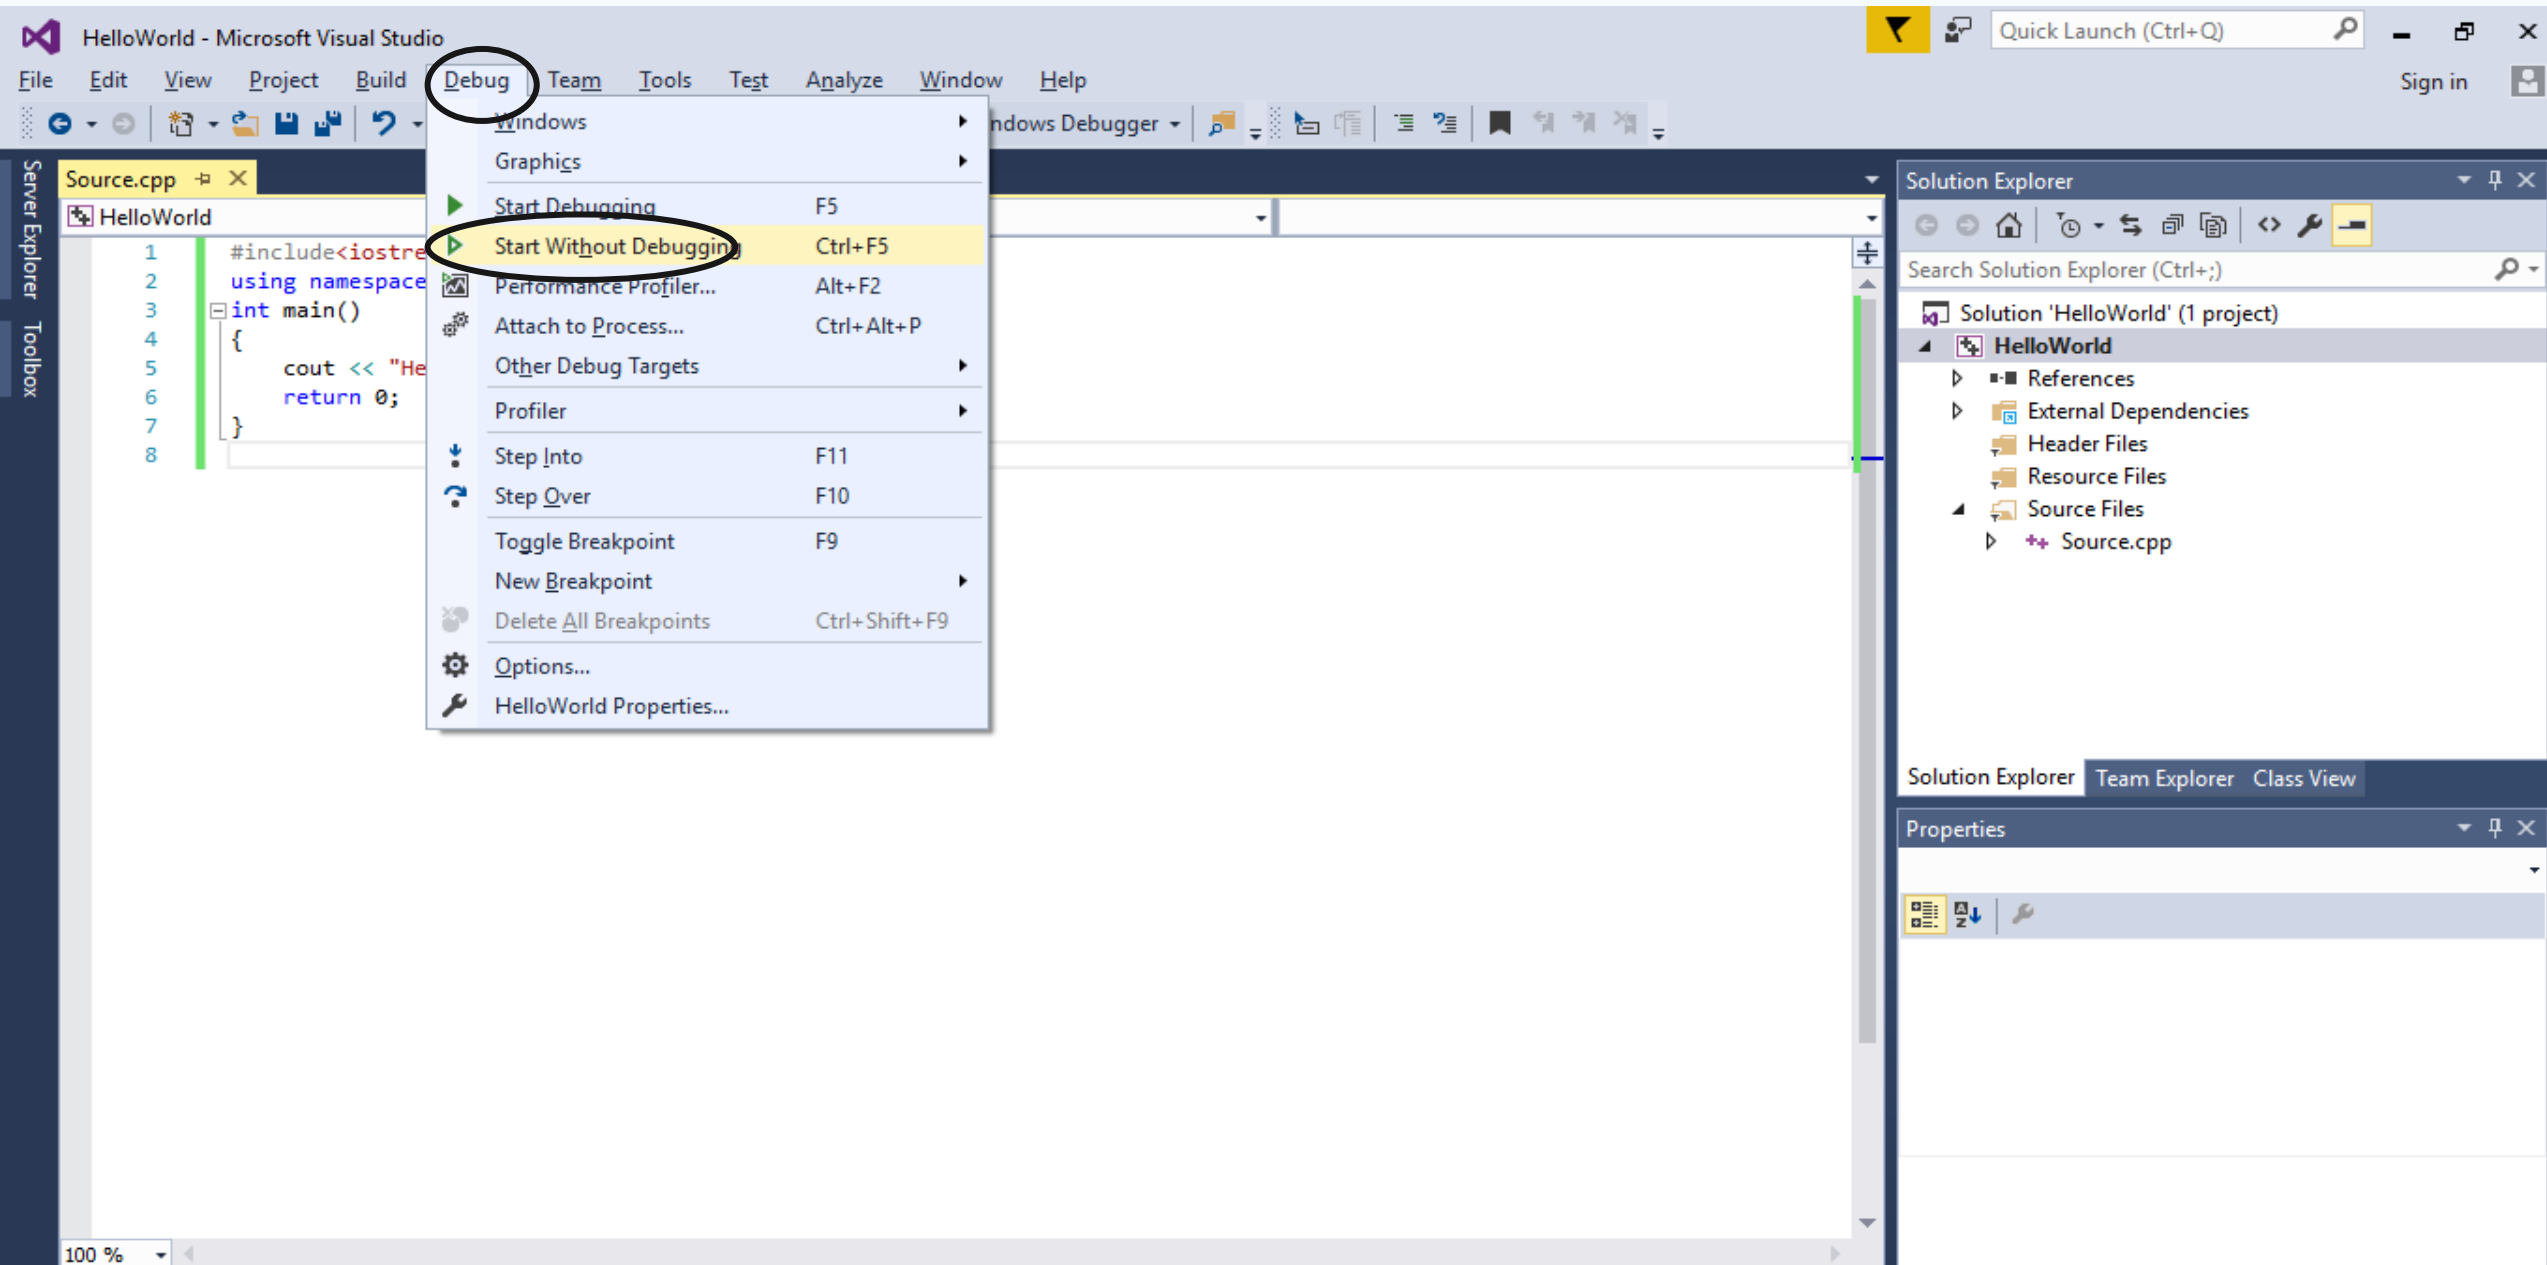 HelloWorld - Microsoft Visual Studio
Quick Launch (Ctrl+Q)
File Edit View Project Build Debug Team Tools Test Analyze Window Help
Sign in
ndows Debugger
Server Explorer
Toolbox
Source.cpp
HelloWorld
1 #include<iostre
2 using namespace
3 int main()
4 {
5 cout << "He
6 return 0;
7 }
8
100 %
Windows
Graphics
Start Debugging F5
Start Without Debugging Ctrl+F5
Performance Profiler... Alt+F2
Attach to Process... Ctrl+Alt+P
Other Debug Targets
Profiler
Step Into F11
Step Over F10
Toggle Breakpoint F9
New Breakpoint
Delete All Breakpoints Ctrl+Shift+F9
Options...
HelloWorld Properties...
Solution Explorer
Search Solution Explorer (Ctrl+;)
Solution 'HelloWorld' (1 project)
HelloWorld
References
External Dependencies
Header Files
Resource Files
Source Files
Source.cpp
Solution Explorer Team Explorer Class View
Properties